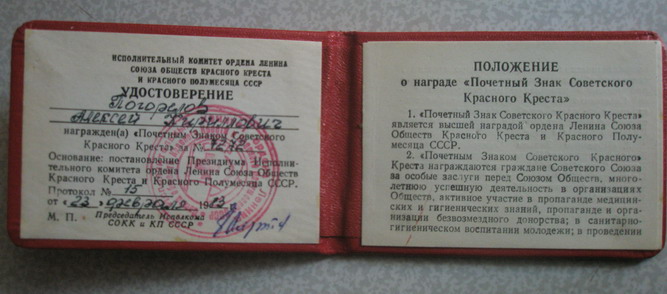 ИСПОЛНИТЕЛЬНЫЙ КОМИТЕТ ОРДЕНА ЛЕНИНА
СОЮЗА ОБЩЕСТВ КРАСНОГО КРЕСТА
И КРАСНОГО ПОЛУМЕСЯЦА СССР
УДОСТОВЕРЕНИЕ
Погорелов
Алексей
награжден(а) «Почетным Знаком Советского
Красного Креста» за №
Основание: постановление Президиума Исполни-
тельного комитета ордена Ленина Союза Обществ
Красного Креста и Красного Полумесяца СССР.
Протокол № 15
от «23» февраля
М. П. Председатель Исполкома
СОКК и КП СССР
ПОЛОЖЕНИЕ
о награде «Почетный Знак Советского
Красного Креста»
1. «Почетный Знак Советского Красного Креста»
является высшей наградой ордена Ленина Союза
Обществ Красного Креста и Красного Полу-
месяца СССР.
2. «Почетным Знаком Советского Красного
Креста» награждаются граждане Советского Союза
за особые заслуги перед Союзом Обществ, много-
летнюю успешную деятельность в организациях
Обществ, активное участие в пропаганде медицин-
ских и гигиенических знаний, пропаганде и орга-
низации безвозмездного донорства; в санитарно-
гигиеническом воспитании молодежи; в проведении